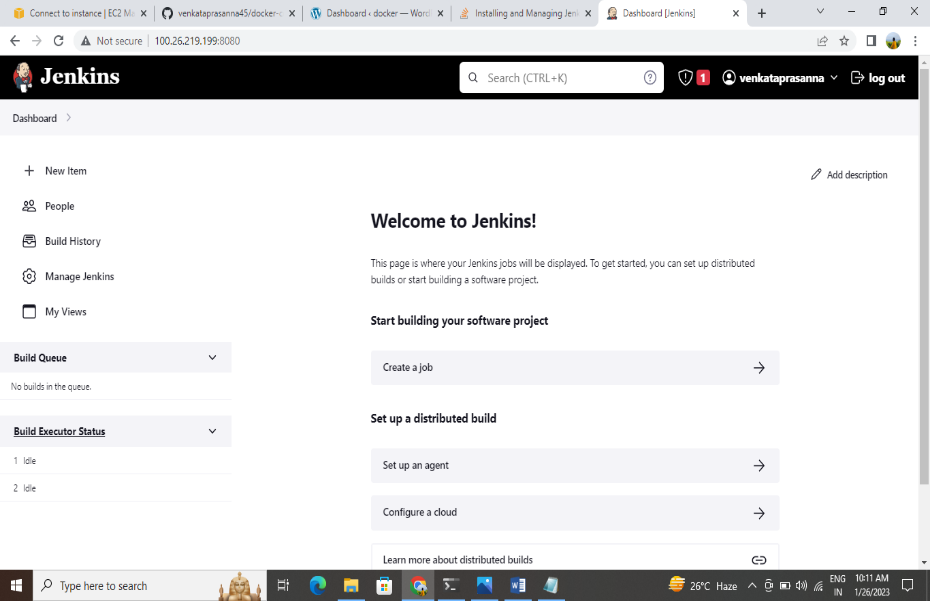 Connect to instance | EC2 Ma
venkataprasanna45/docker-c
Dashboard ‹ docker — Word
Installing and Managing Jenk
Dashboard [Jenkins]
Not secure
100.26.219.199:8080
Jenkins
Search (CTRL+K)
1
venkataprasanna
log out
Dashboard
New Item
Add description
People
Build History
Manage Jenkins
My Views
Build Queue
No builds in the queue.
Build Executor Status
1 Idle
2 Idle
Welcome to Jenkins!
This page is where your Jenkins jobs will be displayed. To get started, you can set up distributed
builds or start building a software project.
Start building your software project
Create a job
Set up a distributed build
Set up an agent
Configure a cloud
Learn more about distributed builds
Type here to search
26°C Haze
ENG
IN
10:11 AM
1/26/2023